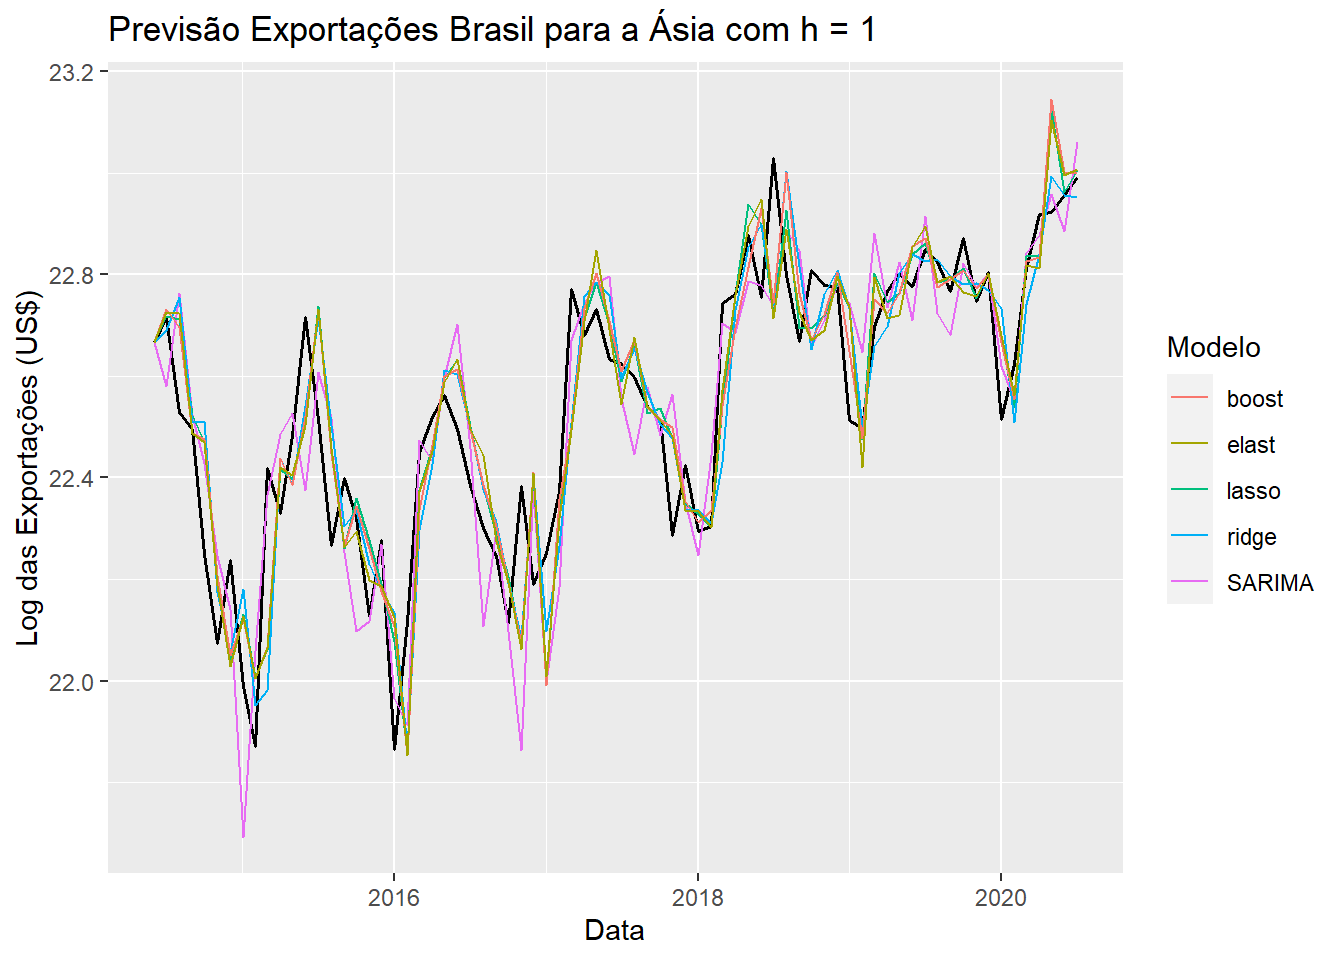 Previsão Exportações Brasil para a Ásia com h = 1
23.2
22.8
22.4
22.0
Log das Exportações (US$)
2016
2018
2020
Data
Modelo
boost
elast
lasso
ridge
SARIMA